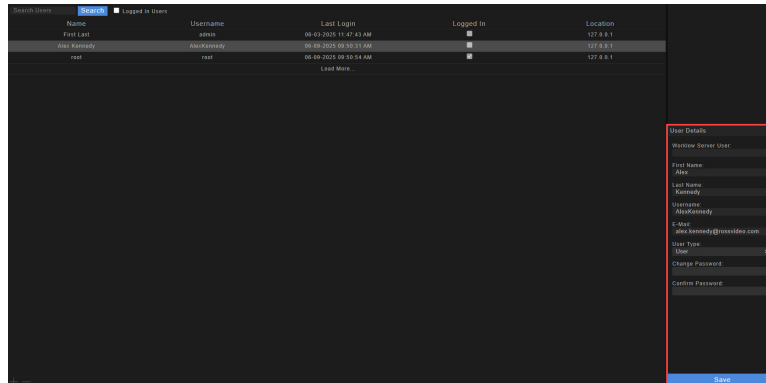 Search Users Search Logged In Users
Name Username Last Login Logged In Location
First Last admin 06-03-2025 11:47:43 AM 127.0.0.1
Alex Kennedy AlexKennedy 06-09-2025 09:50:31 AM 127.0.0.1
root root 06-09-2025 09:50:54 AM 127.0.0.1
Load More...
User Details
Worklow Server User:
First Name:
Alex
Last Name:
Kennedy
Username:
AlexKennedy
E-Mail:
alex.kennedy@rossvideo.com
User Type:
User
Change Password:
Confirm Password:
Save